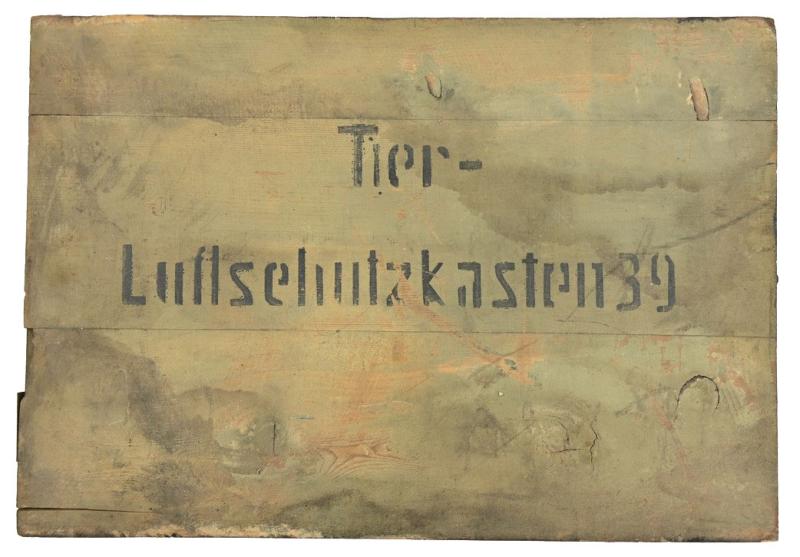 Tier-
Luftschutzkasten 39